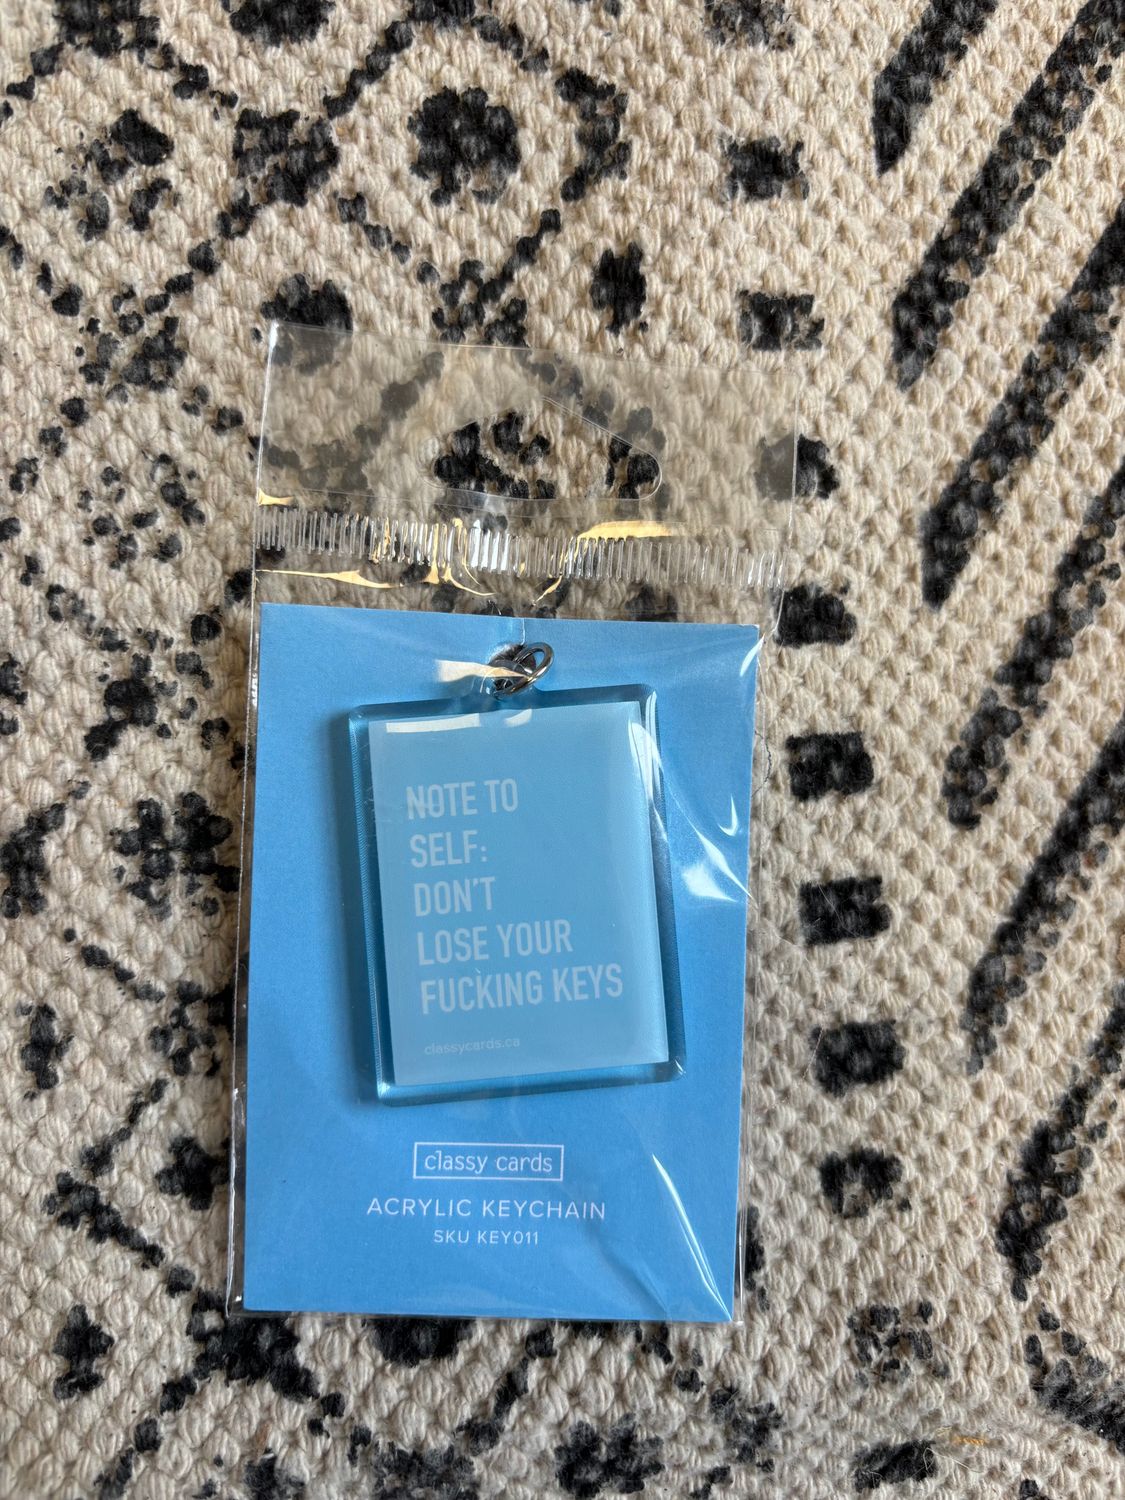 NOTE TO
SELF:
DON'T
LOSE YOUR
FUCKING KEYS
classycards.ca
classy cards
ACRYLIC KEYCHAIN
SKU KEY011